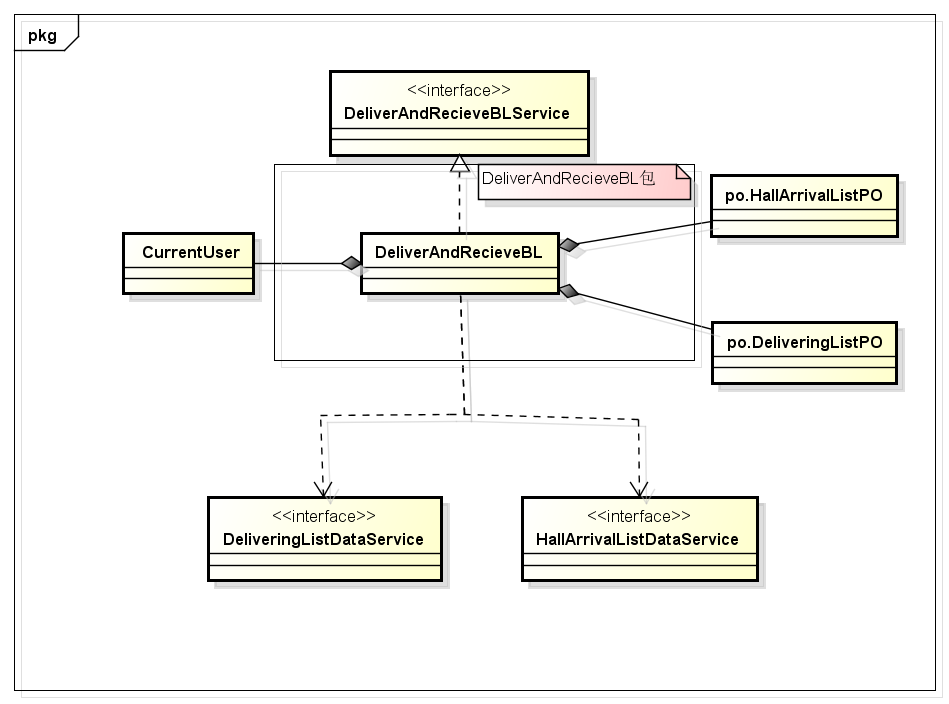 pkg
<<interface>>
DeliverAndRecieveBLService
DeliverAndRecieveBL包
po.HallArrivalListPO
CurrentUser
DeliverAndRecieveBL
po.DeliveringListPO
<<interface>>
DeliveringListDataService
<<interface>>
HallArrivalListDataService